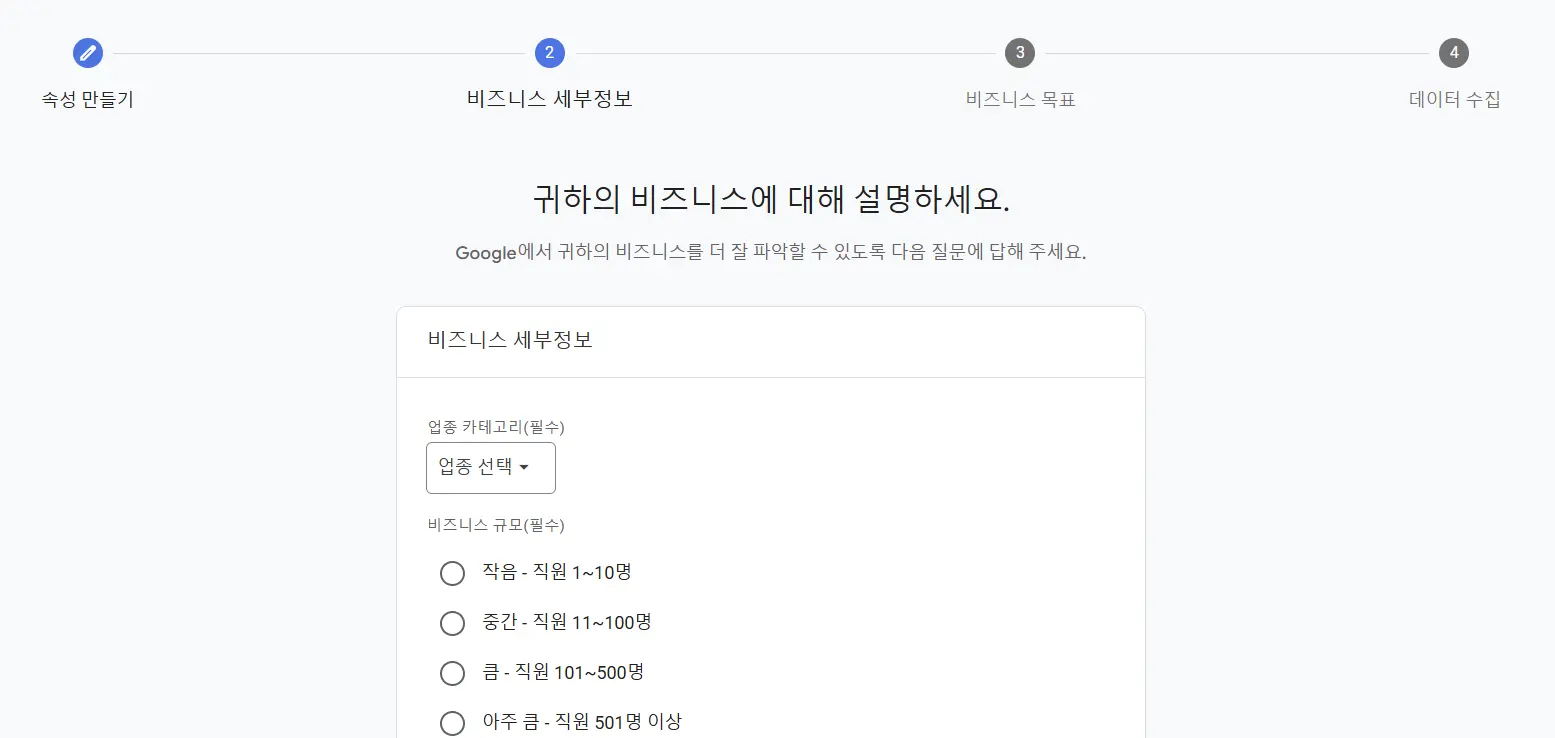 2
3
4
속성 만들기
비즈니스 세부정보
비즈니스 목표
데이터 수집
귀하의 비즈니스에 대해 설명하세요.
Google에서 귀하의 비즈니스를 더 잘 파악할 수 있도록 다음 질문에 답해 주세요.
비즈니스 세부정보
업종 카테고리(필수)
업종 선택
비즈니스 규모(필수)
작음 - 직원 1~10명
중간 - 직원 11~100명
큼 - 직원 101~500명
아주 큼 - 직원 501명 이상